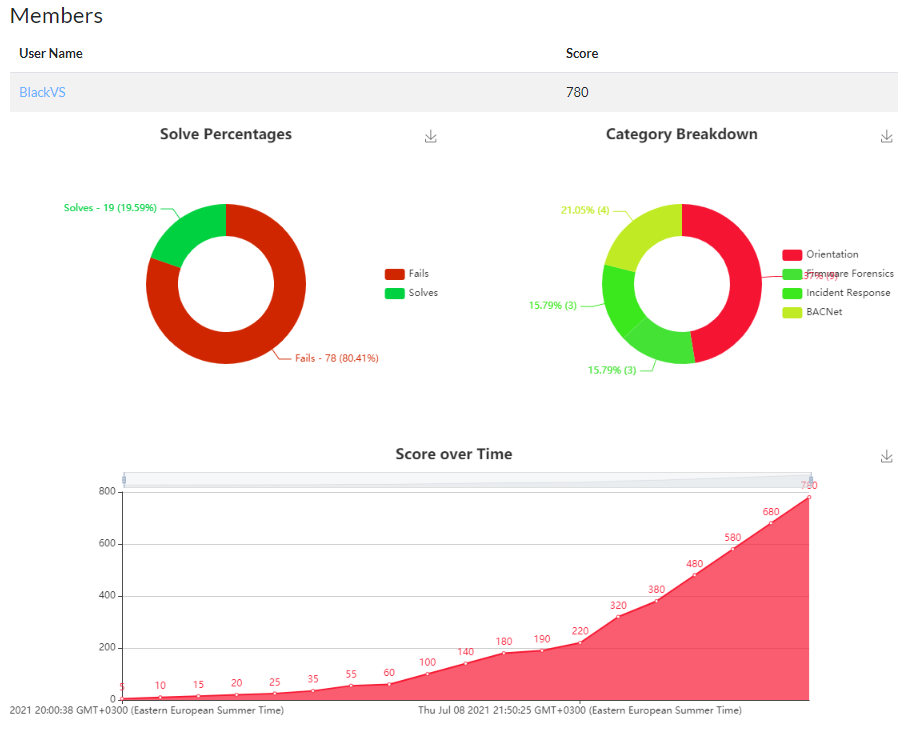 Members
User Name Score
BlackVS 780
Solve Percentages Category Breakdown
Solves - 19 (19.59%)
Fails - 78 (80.41%)
Fails
Solves
21.05% (4)
15.79% (3)
15.79% (3)
Orientation
Firmware Forensics
Incident Response
BACNet
Score over Time
800
600
400
200
0
5 10 15 20 25 35 55 60 100 140 180 190 220 320 380 480 580 680 780
2021 20:00:38 GMT+0300 (Eastern European Summer Time) Thu Jul 08 2021 21:50:25 GMT+0300 (Eastern European Summer Time)